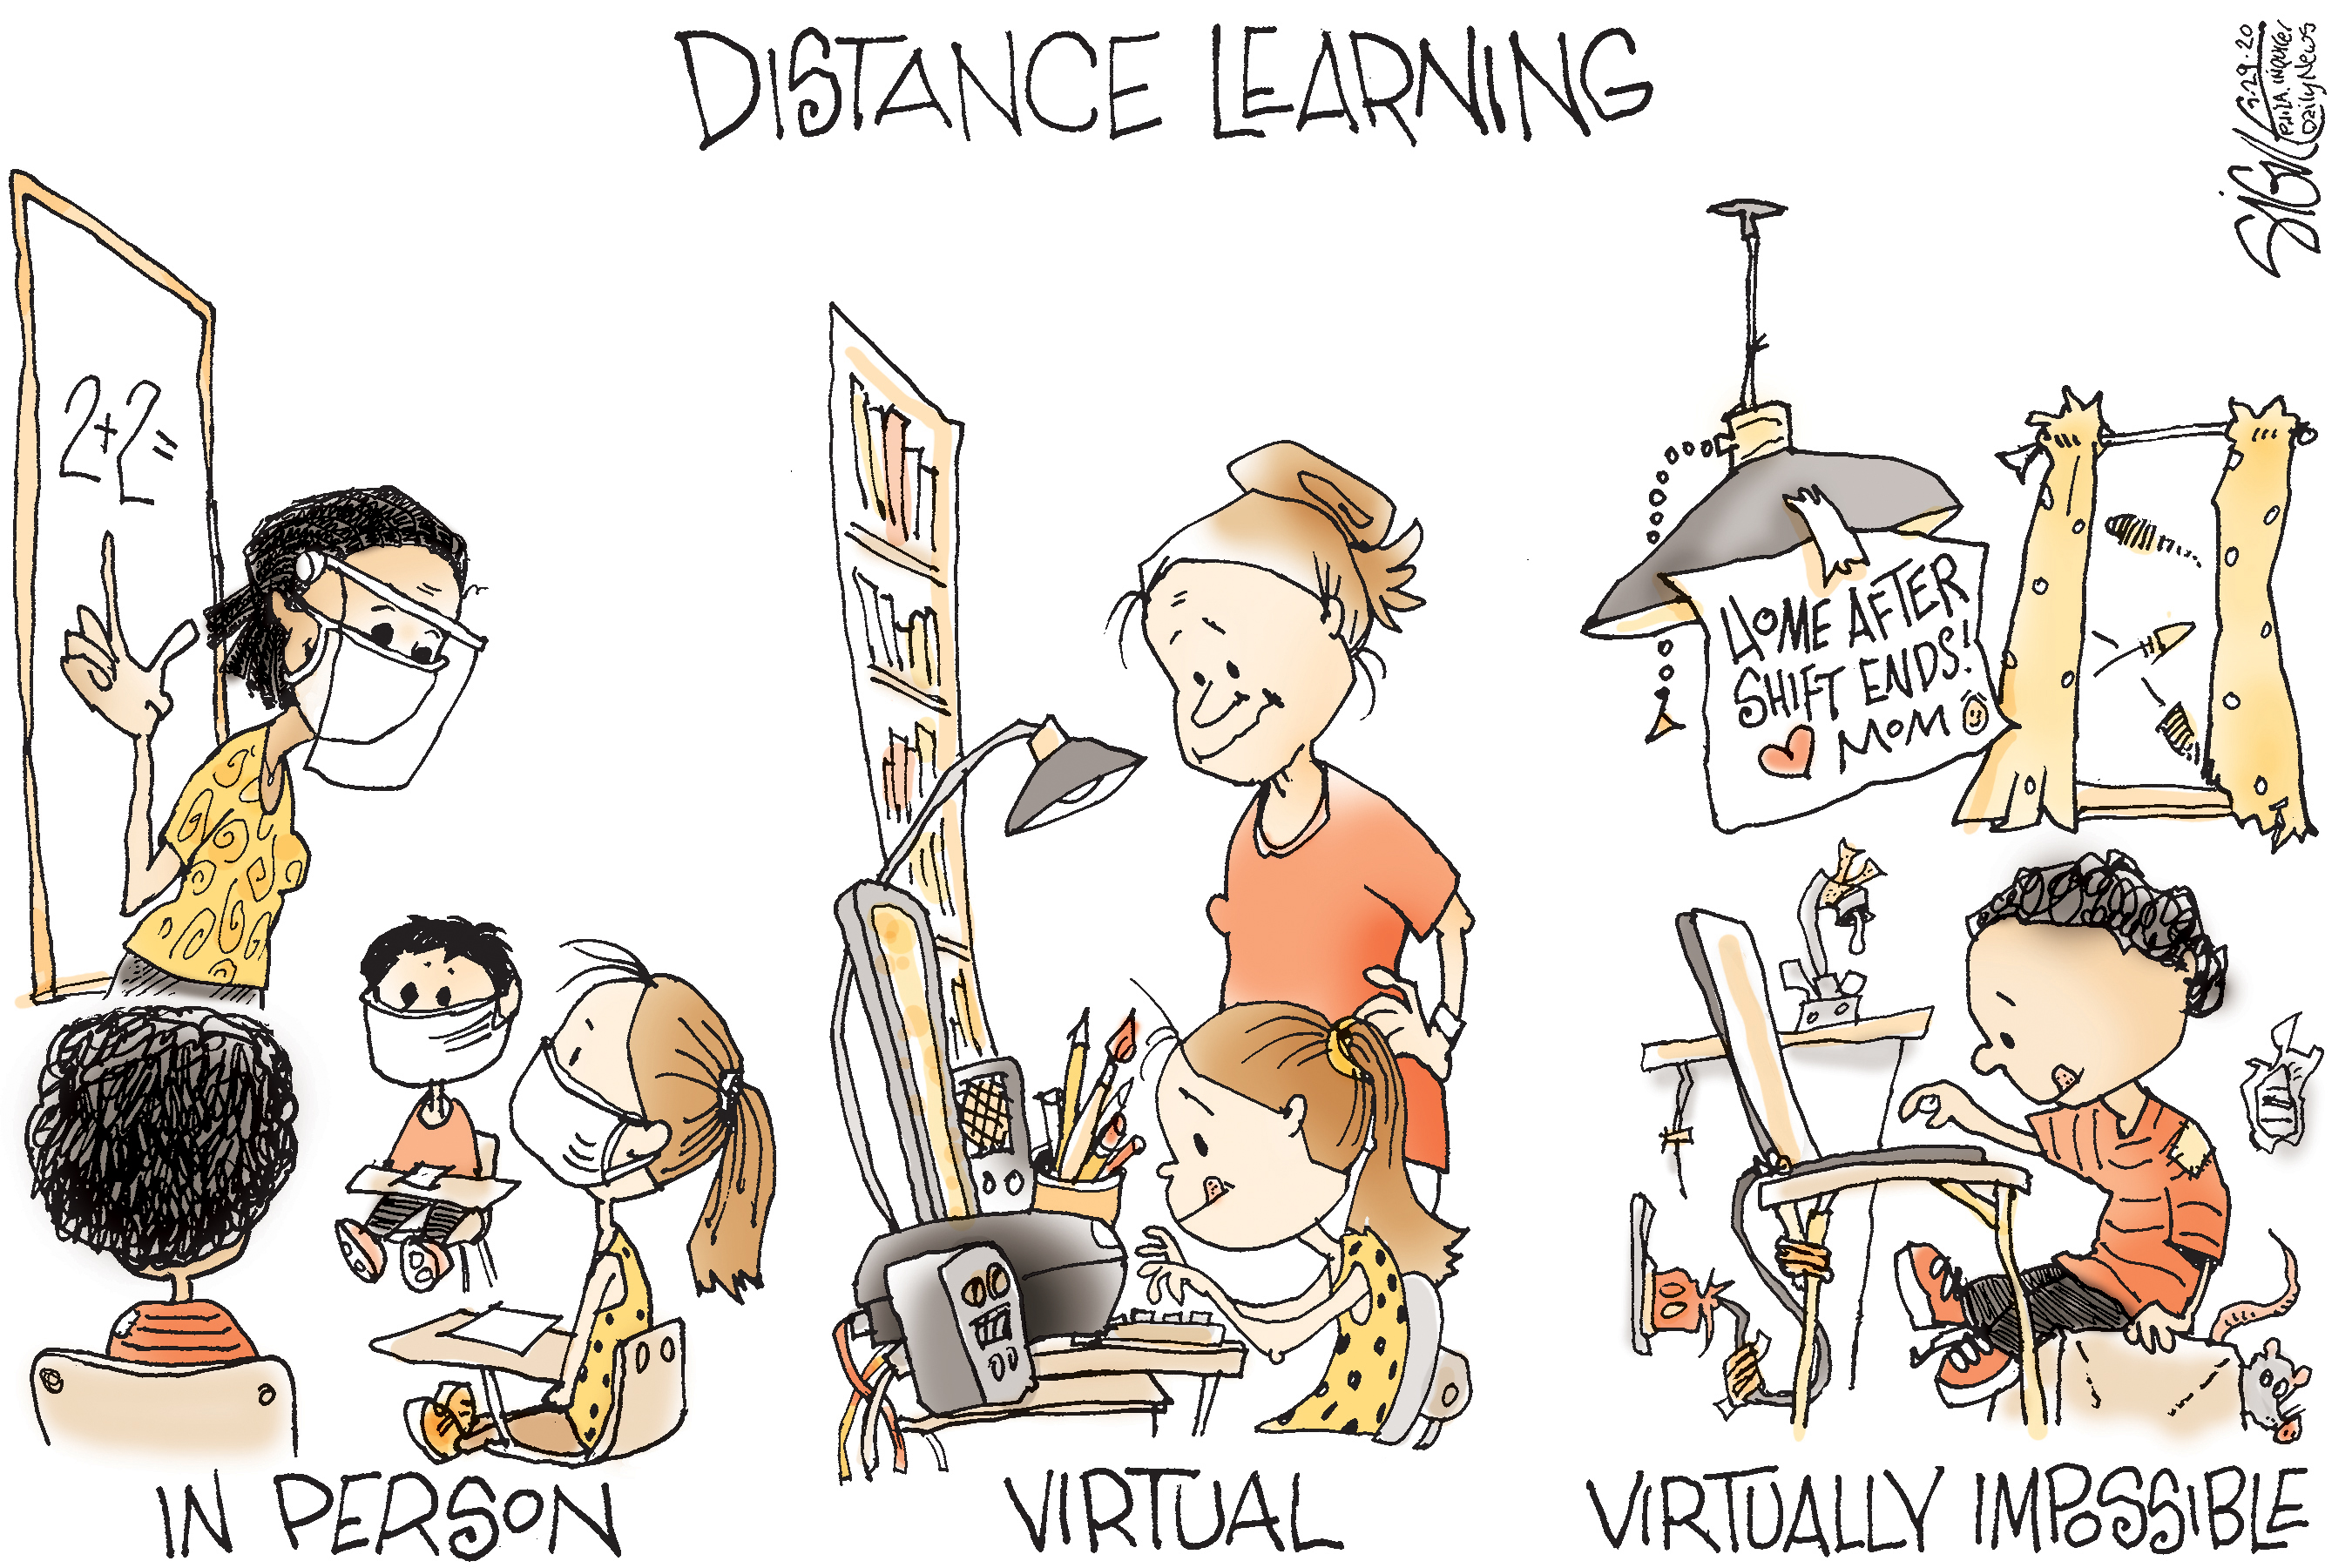 DISTANCE LEARNING
SIGNE
7.29.20
PHILA. INQUIRER
Daily News
2+2=
HOME AFTER
SHIFT ENDS!
MOM
IN PERSON
VIRTUAL
VIRTUALLY IMPOSSIBLE